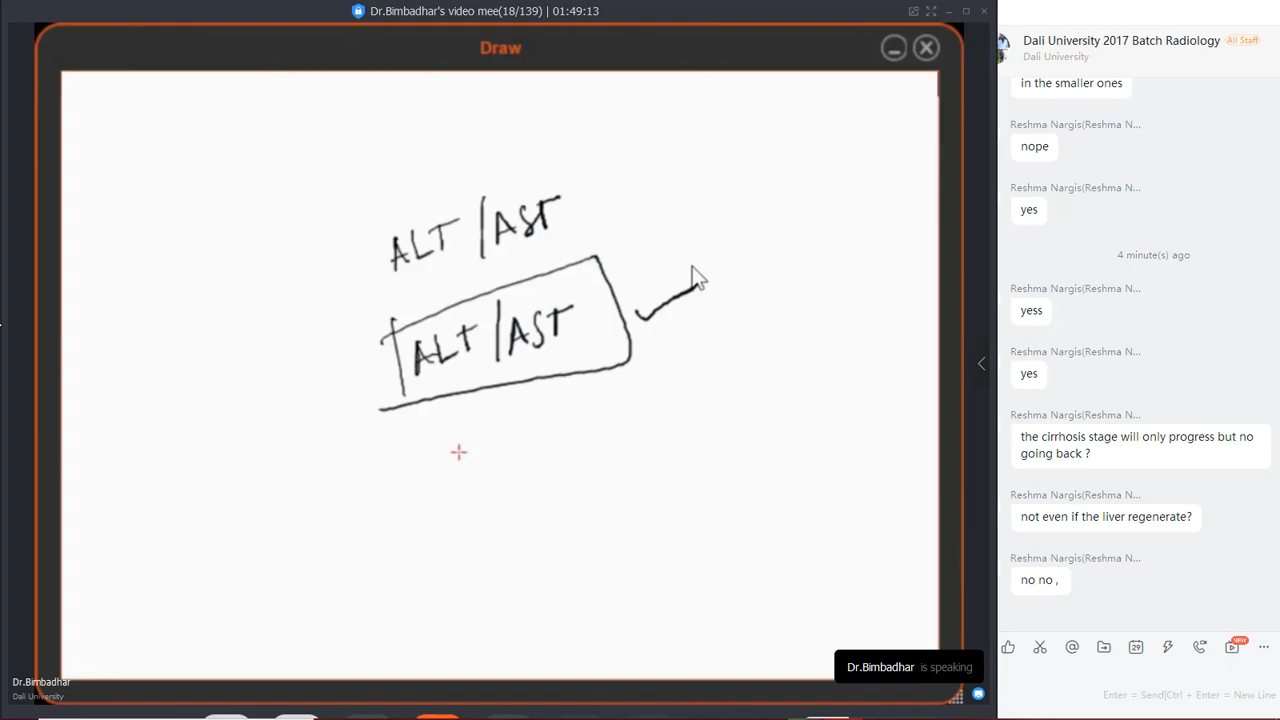 Dr.Bimbadhar's video mee(18/139) | 01:49:13
Draw
ALT/AST
ALT/AST
Dr.Bimbadhar is speaking
Dr.Bimbadhar
Dali University
Dali University 2017 Batch Radiology All Staff
Dali University
in the smaller ones
Reshma Nargis(Reshma N...
nope
Reshma Nargis(Reshma N...
yes
4 minute(s) ago
Reshma Nargis(Reshma N...
yess
Reshma Nargis(Reshma N...
yes
Reshma Nargis(Reshma N...
the cirrhosis stage will only progress but no
going back ?
Reshma Nargis(Reshma N...
not even if the liver regenerate?
Reshma Nargis(Reshma N...
no no ,
29
NEW
Enter = Send|Ctrl + Enter = New Line